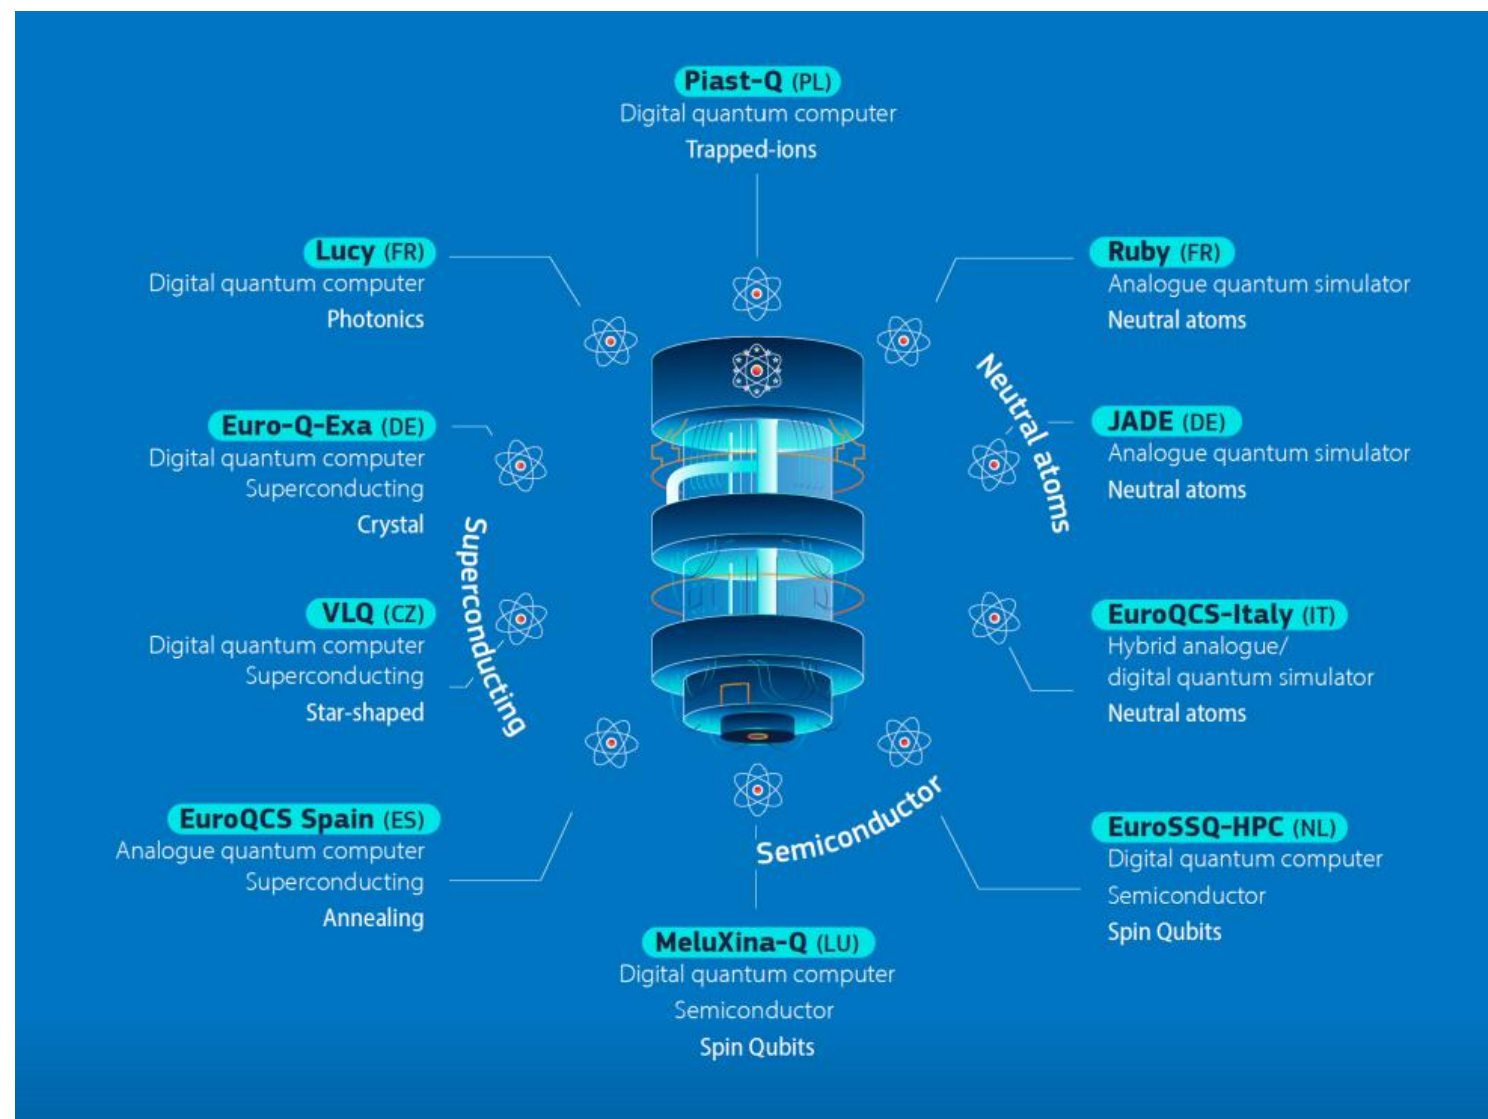 Piast-Q (PL)
Digital quantum computer
Trapped-ions
Lucy (FR)
Digital quantum computer
Photonics
Ruby (FR)
Analogue quantum simulator
Neutral atoms
Euro-Q-Exa (DE)
Digital quantum computer
Superconducting
Crystal
JADE (DE)
Analogue quantum simulator
Neutral atoms
Neutral atoms
Superconducting
VLQ (CZ)
Digital quantum computer
Superconducting
Star-shaped
EuroQCS-Italy (IT)
Hybrid analogue/
digital quantum simulator
Neutral atoms
EuroQCS Spain (ES)
Analogue quantum computer
Superconducting
Annealing
Semiconductor
EuroSSQ-HPC (NL)
Digital quantum computer
Semiconductor
Spin Qubits
MeluXina-Q (LU)
Digital quantum computer
Semiconductor
Spin Qubits